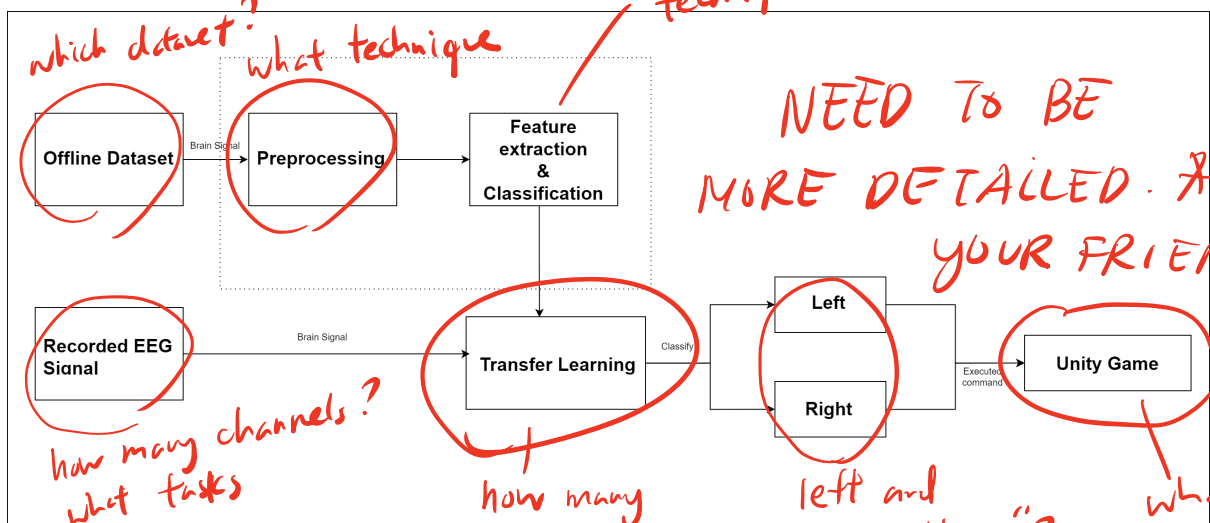 which dataset?
what technique
NEED TO BE
MORE DETAILED.
YOUR
Offline Dataset
Brain Signal
Preprocessing
Feature
extraction
&
Classification
Recorded EEG
Signal
Brain Signal
Transfer Learning
Classify
Left
Right
Executed
command
Unity Game
how many channels?
what tasks
how many
left and